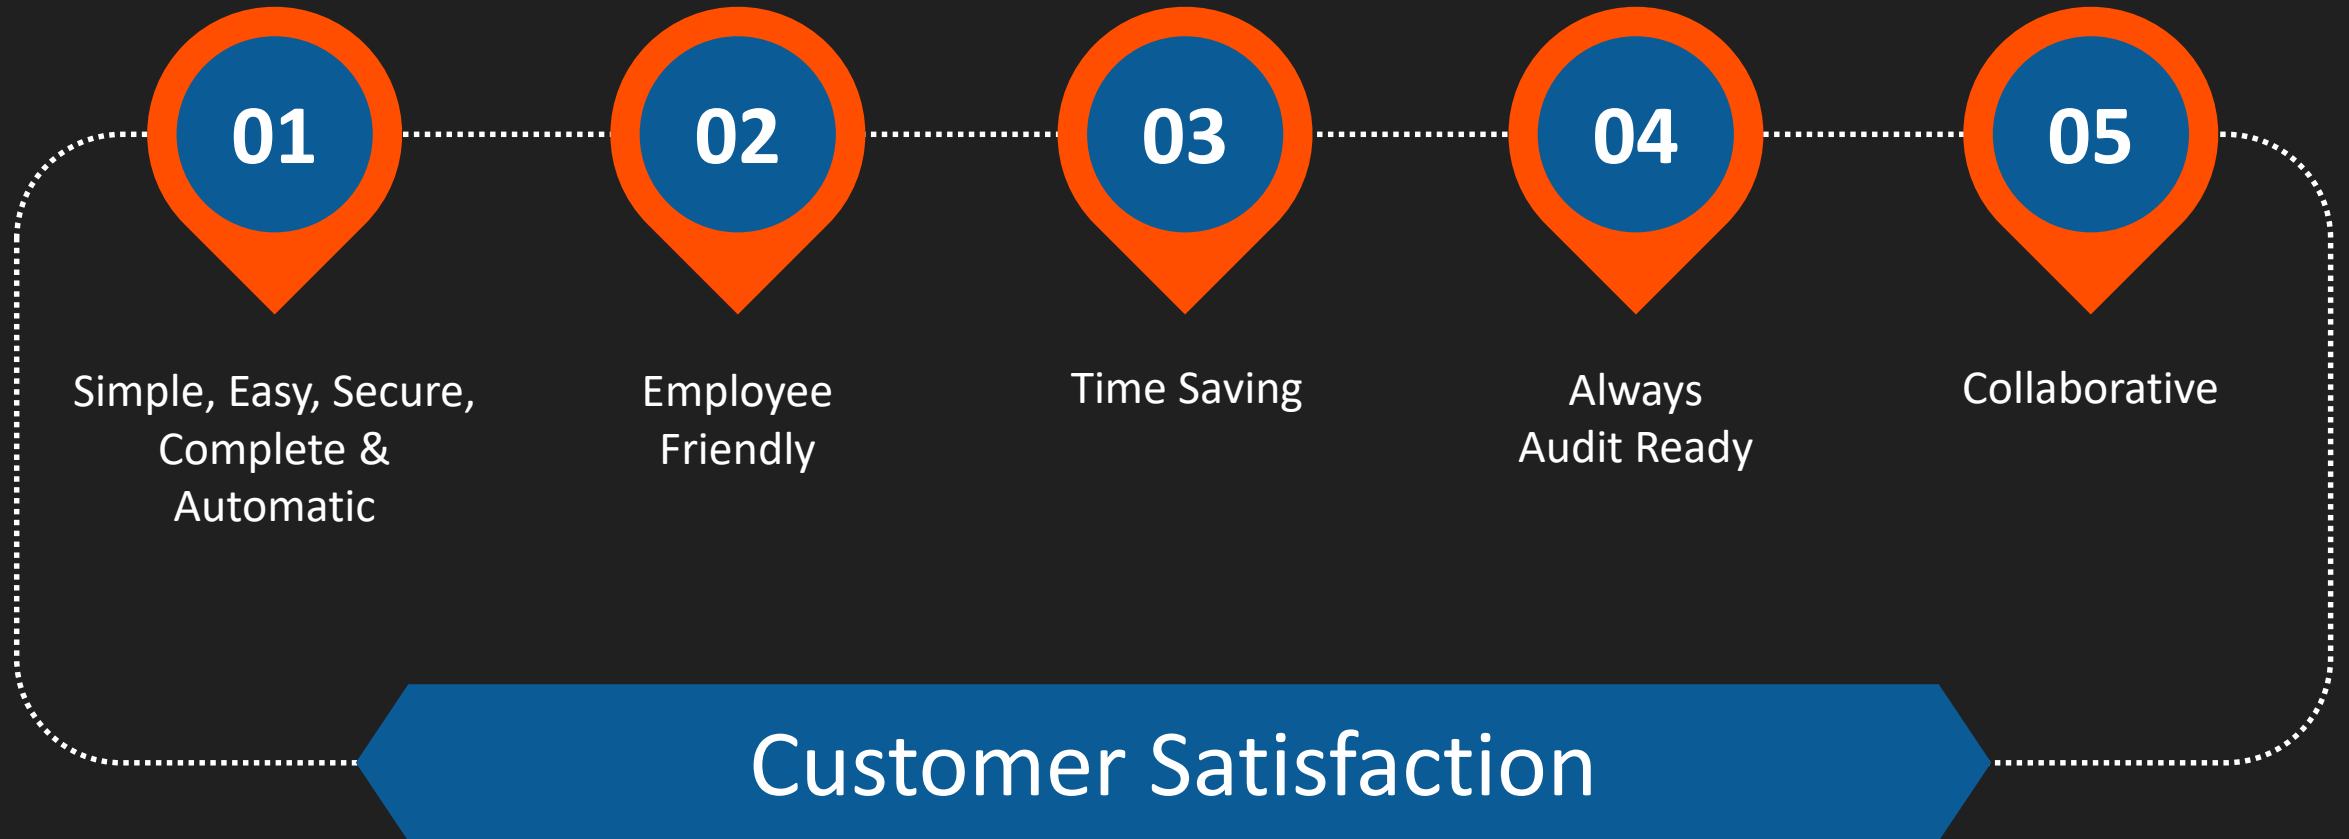 01
Simple, Easy, Secure,
Complete &
Automatic
02
Employee
Friendly
03
Time Saving
04
Always
Audit Ready
05
Collaborative
Customer Satisfaction